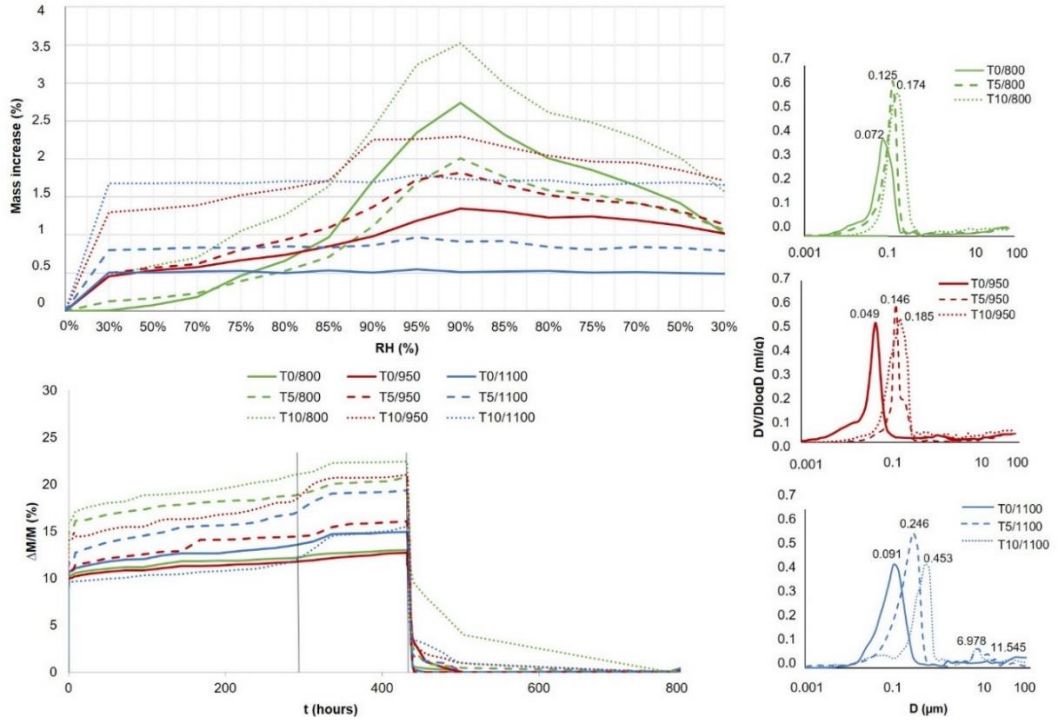 4
3.5
3
2.5
2
1.5
1
0.5
0
Mass increase (%)
0% 30% 50% 70% 75% 80% 85% 90% 95% 90% 85% 80% 75% 70% 50% 30%
RH (%)
T0/800 T0/950 T0/1100
T5/800 T5/950 T5/1100
T10/800 T10/950 T10/1100
30
25
20
15
10
5
0
ΔM/M (%)
0 200 400 600 800
t (hours)
0.7
0.6
0.5
0.4
0.3
0.2
0.1
0.0
0.125
0.174
0.072
T0/800
T5/800
T10/800
0.001 0.1 10 100
0.7
0.6
0.5
0.4
0.3
0.2
0.1
0.0
DV/DlogD (ml/g)
0.049
0.146
0.185
T0/950
T5/950
T10/950
0.001 0.1 10 100
0.7
0.6
0.5
0.4
0.3
0.2
0.1
0.0
0.091
0.246
0.453
6.978
11.545
T0/1100
T5/1100
T10/1100
0.001 0.1 10 100
D (µm)